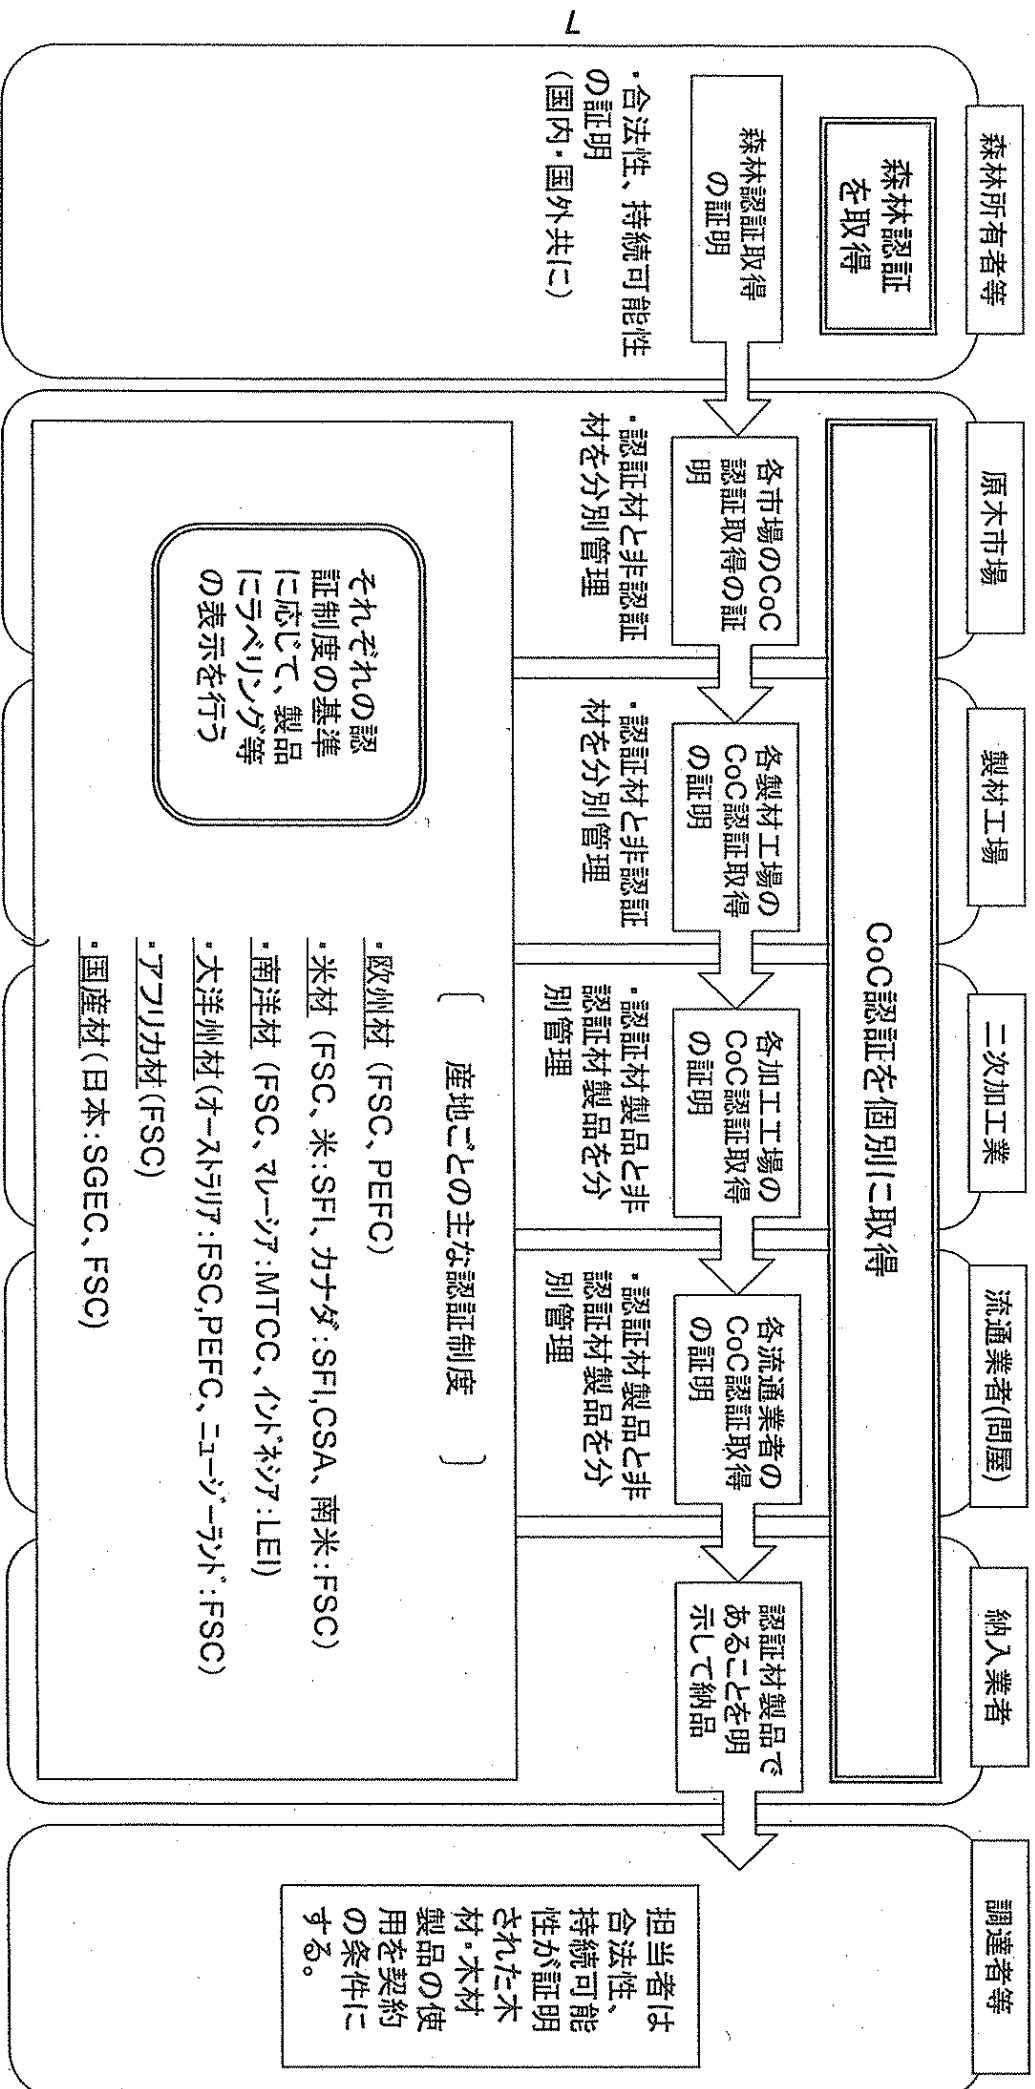 森林所有者等
原木市場
製材工場
二次加工業
流通業者(問屋)
納入業者
調達者等
森林認証
を取得
CoC認証を個別に取得
森林認証取得
の証明
・合法性、持続可能性
の証明
(国内・国外共に)
各市場のCoC
認証取得の証
明
・認証材と非認証
材を分別管理
各製材工場の
CoC認証取得
の証明
・認証材と非認証
材を分別管理
各加工工場の
CoC認証取得
の証明
・認証材製品と非
認証材製品を分
別管理
各流通業者の
CoC認証取得
の証明
・認証材製品と非
認証材製品を分
別管理
認証材製品で
あることを明
示して納品
担当者は
合法性、
持続可能
性が証明
された木
材・木材
製品の使
用を契約
の条件に
する。
それぞれの認
証制度の基準
に応じて、製品
にラベリング等
の表示を行う
〔 産地ごとの主な認証制度 〕
・欧州材 (FSC、PEFC)
・米材 (FSC、米:SFI、カナダ:SFI,CSA、南米:FSC)
・南洋材 (FSC、マレーシア:MTCC、インドネシア:LEI)
・大洋州材(オーストラリア:FSC,PEFC、ニュージーランド:FSC)
・アフリカ材(FSC)
・国産材(日本:SGEC、FSC)
7